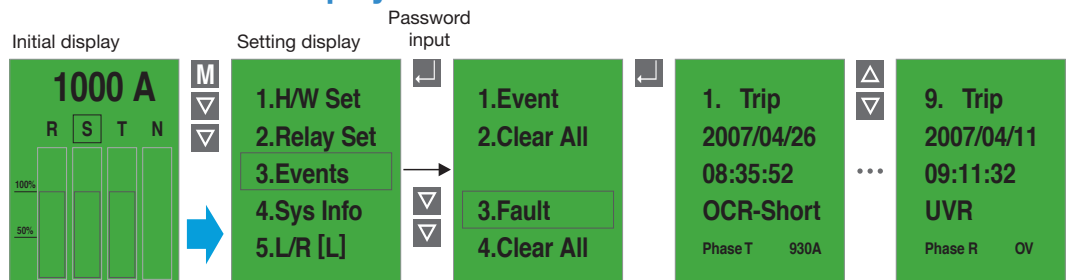 Password
input
Initial display
Setting display
1000 A
R S T N
100%
50%
M
1.H/W Set
2.Relay Set
3.Events
4.Sys Info
5.L/R [L]
1.Event
2.Clear All
3.Fault
4.Clear All
1. Trip
2007/04/26
08:35:52
OCR-Short
Phase T 930A
...
9. Trip
2007/04/11
09:11:32
UVR
Phase R OV